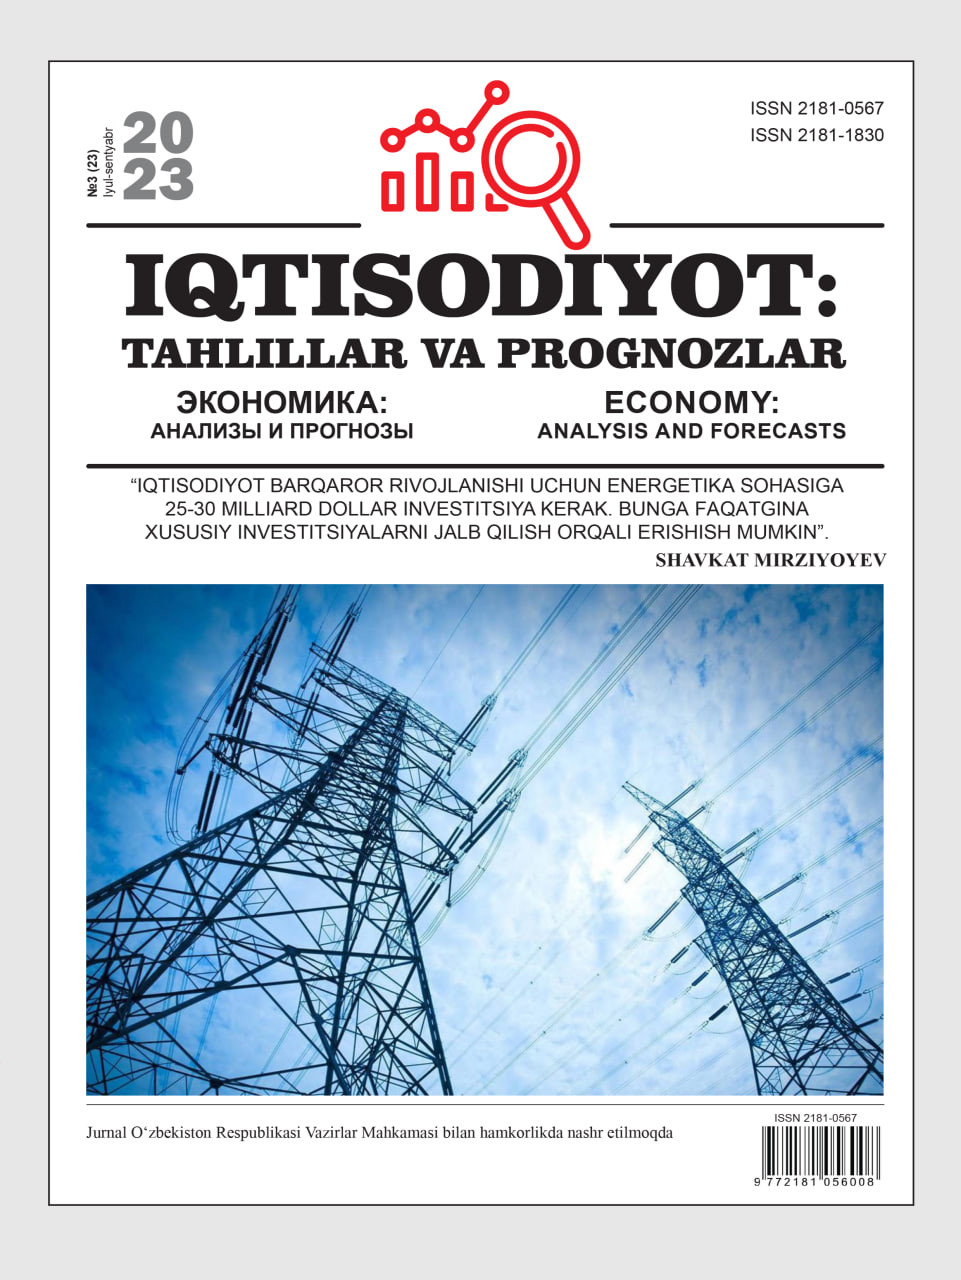 №3 (23)
Iyul-sentyabr
20
23
ISSN 2181-0567
ISSN 2181-1830
IQTISODIYOT:
TAHLILLAR VA PROGNOZLAR
ЭКОНОМИКА:
АНАЛИЗЫ И ПРОГНОЗЫ
ECONOMY:
ANALYSIS AND FORECASTS
“IQTISODIYOT BARQAROR RIVOJLANISHI UCHUN ENERGETIKA SOHASIGA
25-30 MILLIARD DOLLAR INVESTITSIYA KERAK. BUNGA FAQATGINA
XUSUSIY INVESTITSIYALARNI JALB QILISH ORQALI ERISHISH MUMKIN”.
SHAVKAT MIRZIYOYEV
Jurnal O‘zbekiston Respublikasi Vazirlar Mahkamasi bilan hamkorlikda nashr etilmoqda
ISSN 2181-0567
9 772181 056008